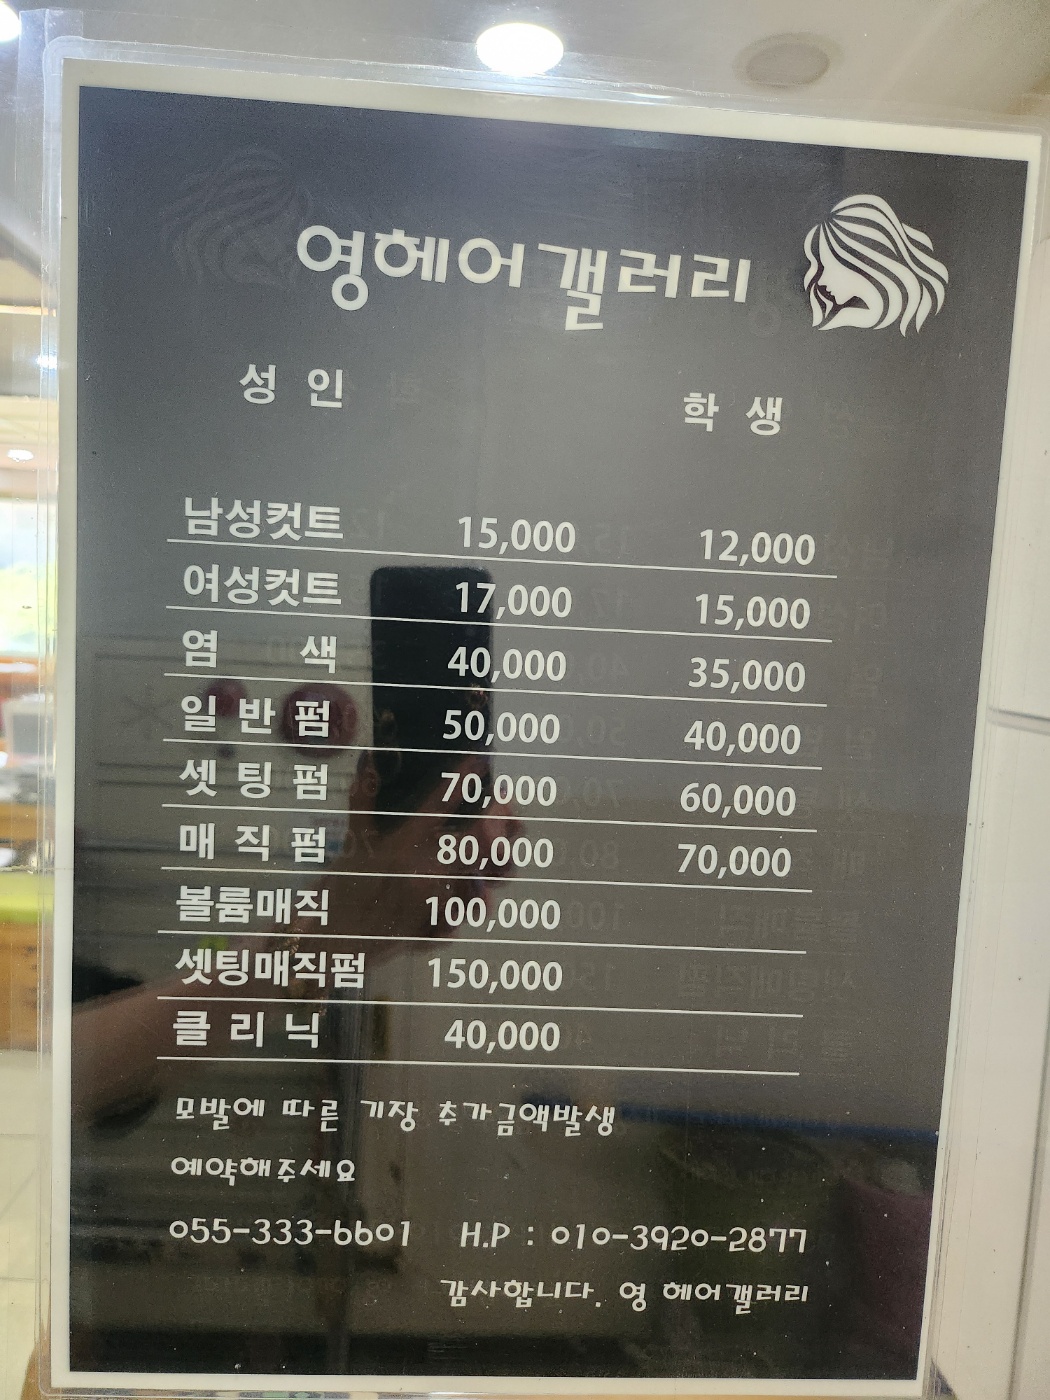 영헤어갤러리
성 인 학 생
남성컷트 15,000 12,000
여성컷트 17,000 15,000
염 색 40,000 35,000
일 반 펌 50,000 40,000
셋 팅 펌 70,000 60,000
매 직 펌 80,000 70,000
볼륨매직 100,000
셋팅매직펌 150,000
클 리 닉 40,000
모발에 따른 기장 추가금액발생
예약해주세요
055-333-6601 H.P : 010-3920-2877
감사합니다. 영 헤어갤러리